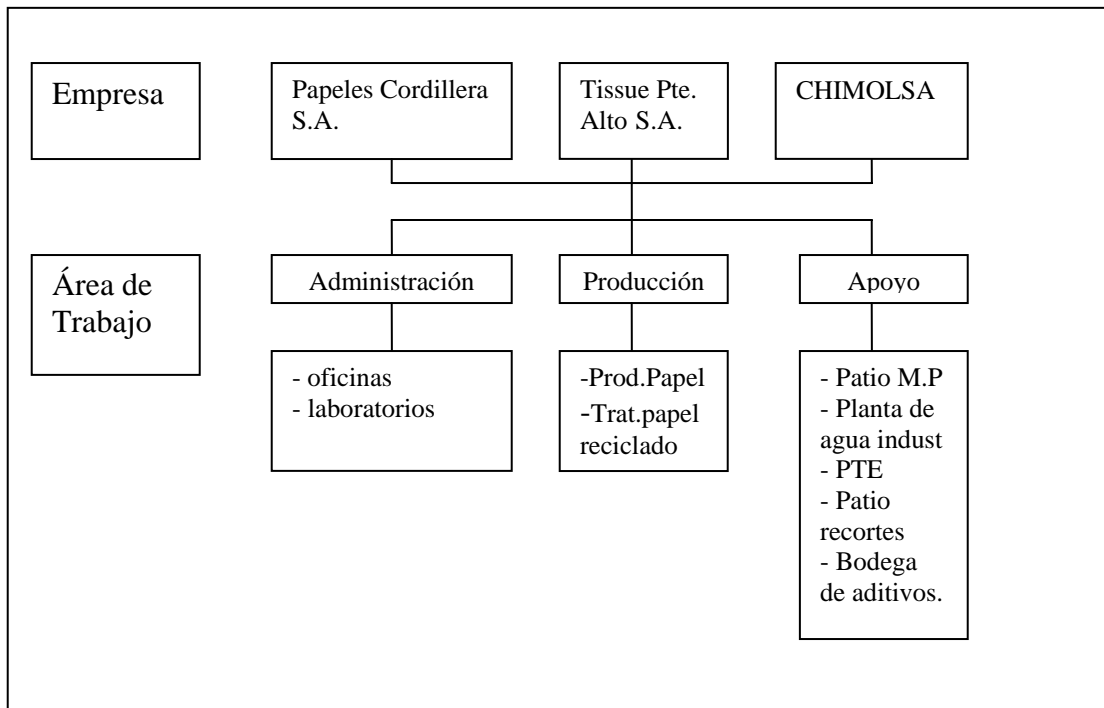 Empresa
Papeles Cordillera
S.A.
Tissue Pte.
Alto S.A.
CHIMOLSA
Área de
Trabajo
Administración
Producción
Apoyo
- oficinas
- laboratorios
-Prod.Papel
-Trat.papel
reciclado
- Patio M.P
- Planta de
agua indust
- PTE
- Patio
recortes
- Bodega
de aditivos.